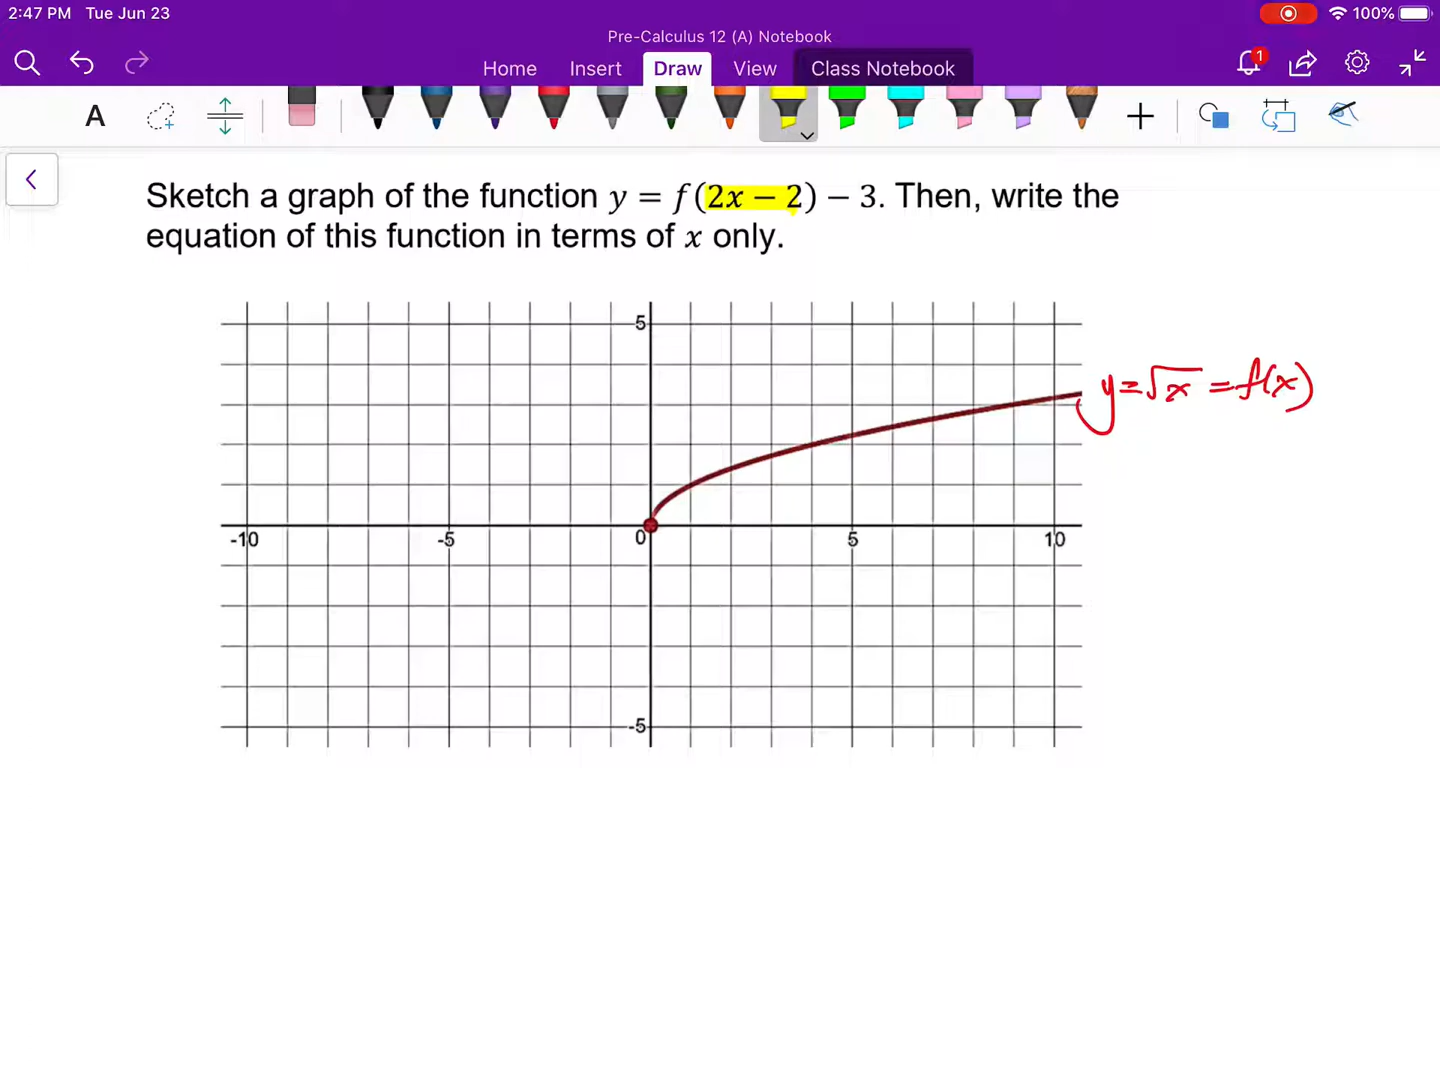 2:47 PM Tue Jun 23
100%
Pre-Calculus 12 (A) Notebook
1
Home Insert Draw View Class Notebook
A
Sketch a graph of the function y = f(2x − 2) − 3. Then, write the
equation of this function in terms of x only.
5
y = √x = f(x)
-10 -5 0 5 10
-5